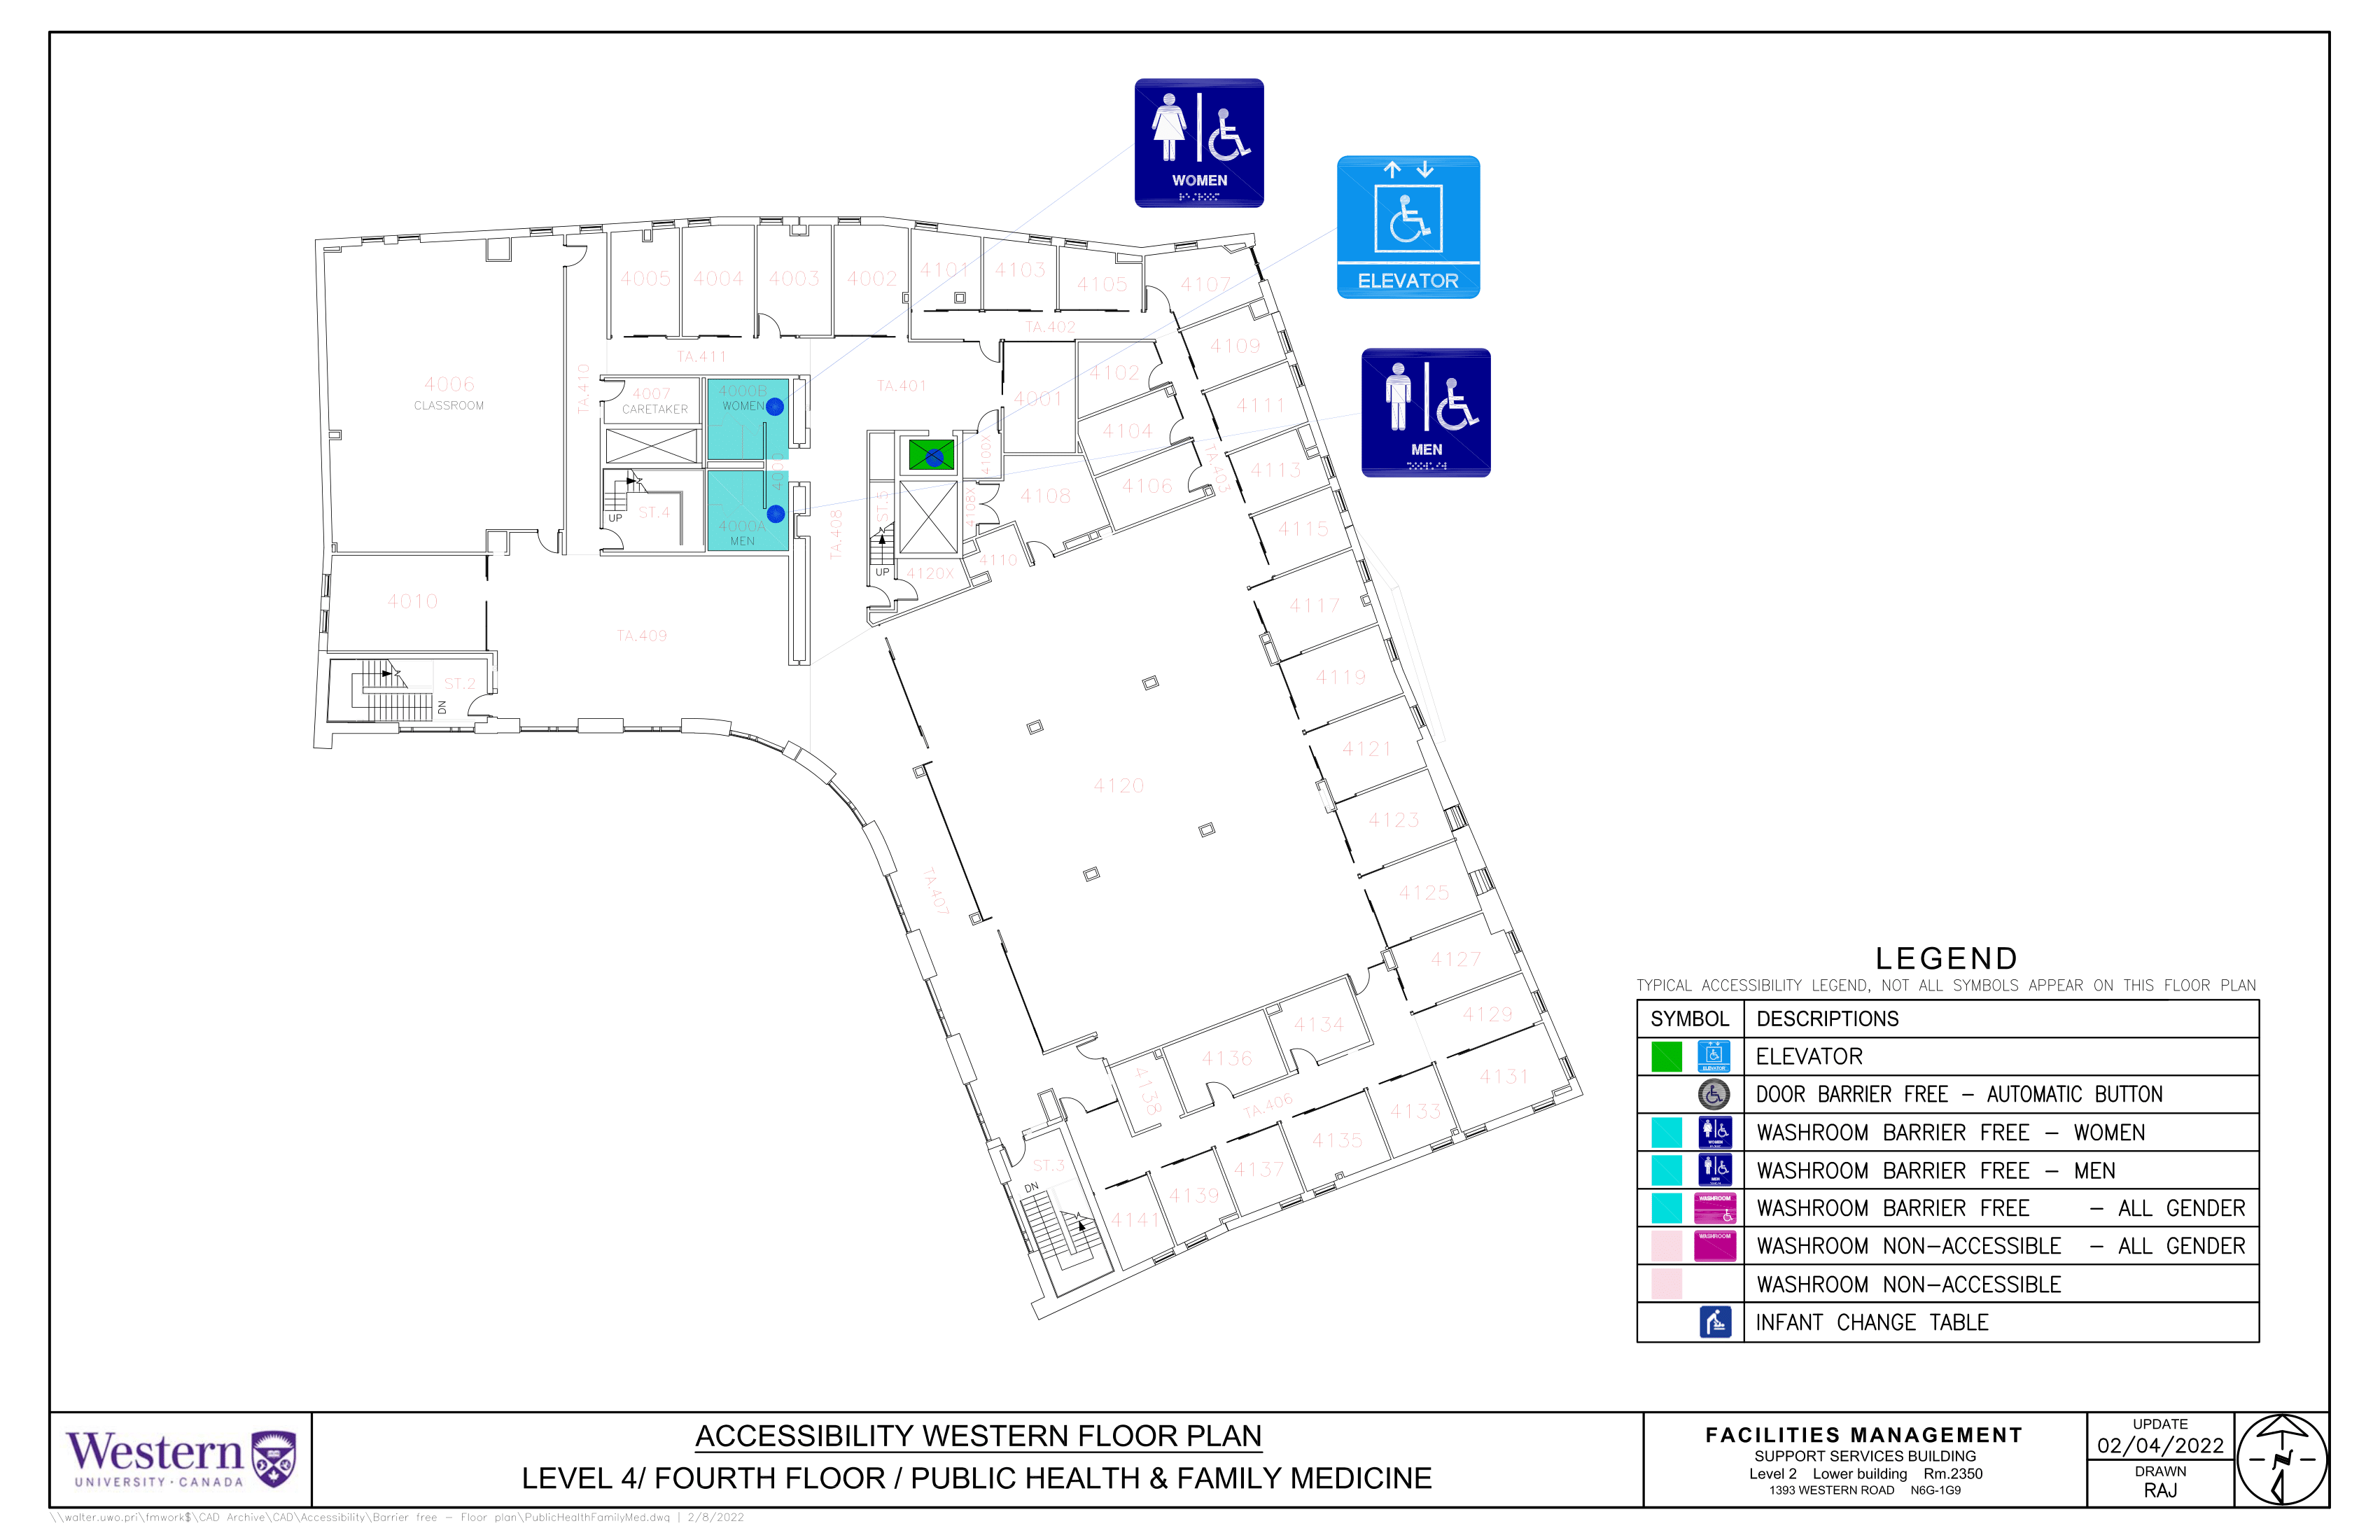 WOMEN
ELEVATOR
MEN
4005
4004
4003
4002
4101
4103
4105
4107
TA.402
4109
TA.411
TA.410
4006
CLASSROOM
4007
CARETAKER
4000B
WOMEN
TA.401
4001
4102
4111
4104
4100X
4000
TA.403
4113
4106
4108
4108X
ST.4
UP
4000A
MEN
TA.408
ST.5
UP
4115
4110
4120X
4010
4117
TA.409
ST.2
DN
4119
4121
4120
4123
TA.407
4125
4127
4129
4134
4136
4131
4138
TA.406
4133
4135
4137
ST.3
DN
4139
4141
LEGEND
TYPICAL ACCESSIBILITY LEGEND, NOT ALL SYMBOLS APPEAR ON THIS FLOOR PLAN
SYMBOL DESCRIPTIONS
ELEVATOR ELEVATOR
DOOR BARRIER FREE - AUTOMATIC BUTTON
WOMEN WASHROOM BARRIER FREE - WOMEN
MEN WASHROOM BARRIER FREE - MEN
WASHROOM WASHROOM BARRIER FREE - ALL GENDER
WASHROOM WASHROOM NON-ACCESSIBLE - ALL GENDER
WASHROOM NON-ACCESSIBLE
INFANT CHANGE TABLE
Western
UNIVERSITY · CANADA
ACCESSIBILITY WESTERN FLOOR PLAN
LEVEL 4/ FOURTH FLOOR / PUBLIC HEALTH & FAMILY MEDICINE
FACILITIES MANAGEMENT
SUPPORT SERVICES BUILDING
Level 2 Lower building Rm.2350
1393 WESTERN ROAD N6G-1G9
UPDATE
02/04/2022
DRAWN
RAJ
N
\\walter.uwo.pri\fmwork$\CAD Archive\CAD\Accessibility\Barrier free - Floor plan\PublicHealthFamilyMed.dwg | 2/8/2022